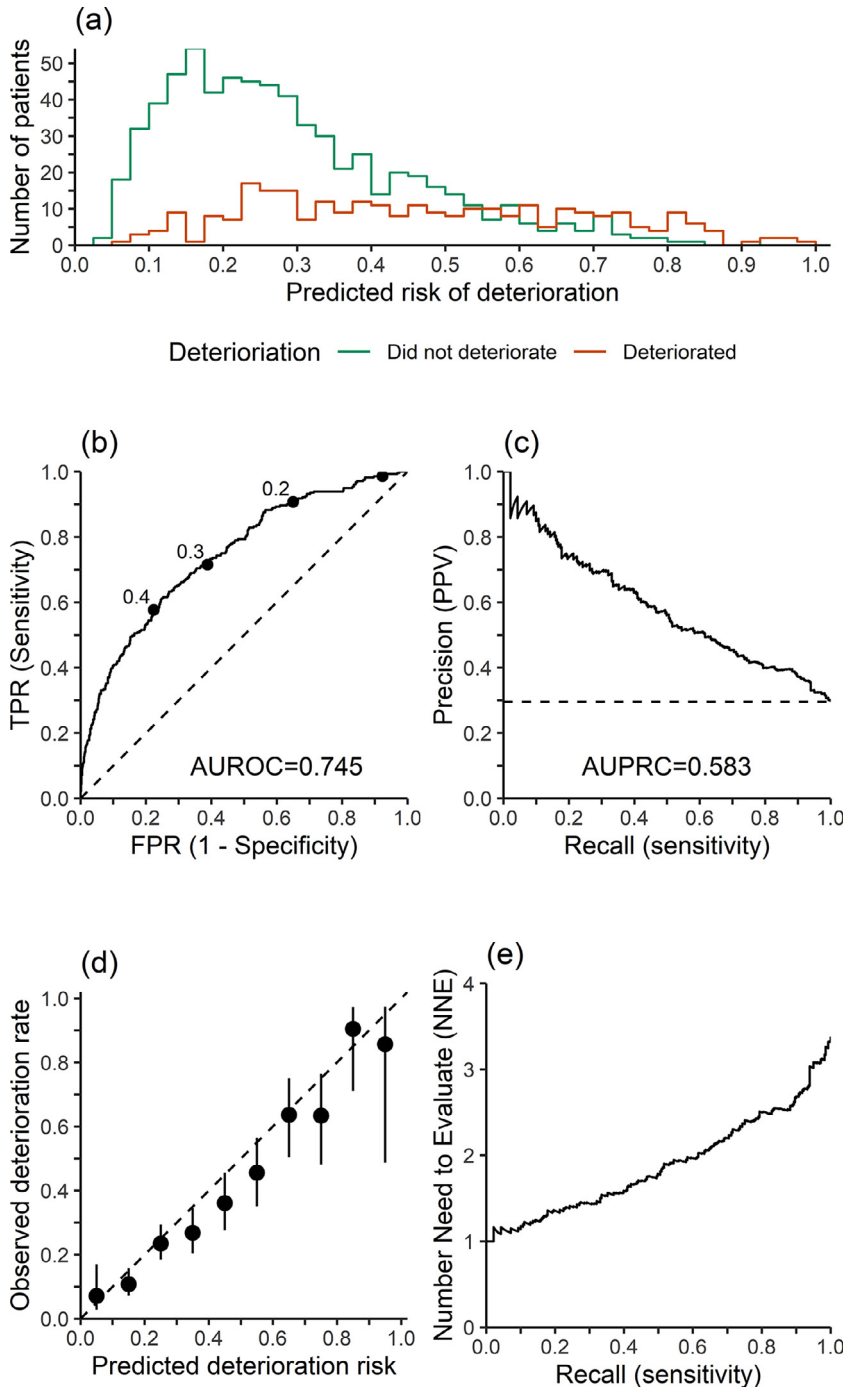 (a)
Number of patients
50
40
30
20
10
0
0.0 0.1 0.2 0.3 0.4 0.5 0.6 0.7 0.8 0.9 1.0
Predicted risk of deterioration
Deterioriation Did not deteriorate Deteriorated
(b)
TPR (Sensitivity)
1.0
0.8
0.6
0.4
0.2
0.0
0.2
0.3
0.4
AUROC=0.745
0.0 0.2 0.4 0.6 0.8 1.0
FPR (1 - Specificity)
(c)
Precision (PPV)
1.0
0.8
0.6
0.4
0.2
0.0
AUPRC=0.583
0.0 0.2 0.4 0.6 0.8 1.0
Recall (sensitivity)
(d)
Observed deterioration rate
1.0
0.8
0.6
0.4
0.2
0.0
0.0 0.2 0.4 0.6 0.8 1.0
Predicted deterioration risk
(e)
Number Need to Evaluate (NNE)
4
3
2
1
0
0.0 0.2 0.4 0.6 0.8 1.0
Recall (sensitivity)